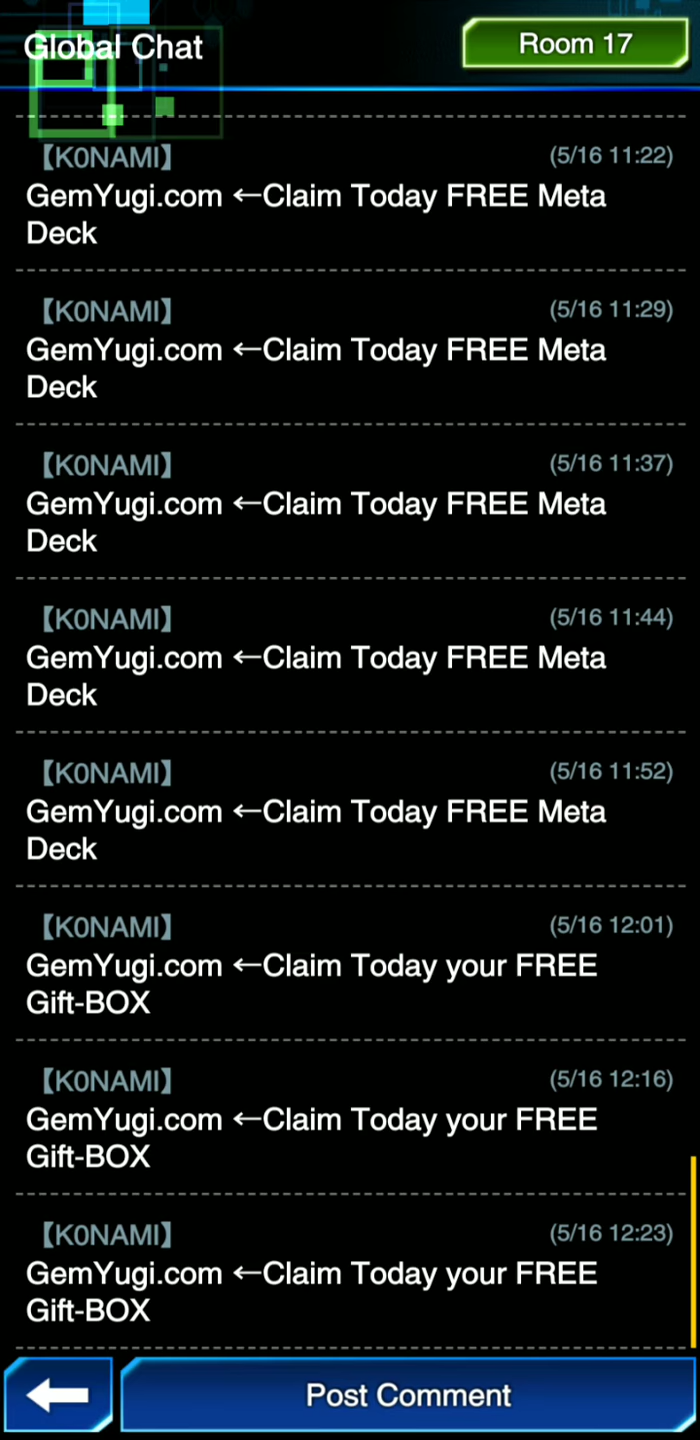 Global Chat
Room 17
【K0NAMI】
(5/16 11:22)
GemYugi.com ←Claim Today FREE Meta
Deck
【K0NAMI】
(5/16 11:29)
GemYugi.com ←Claim Today FREE Meta
Deck
【K0NAMI】
(5/16 11:37)
GemYugi.com ←Claim Today FREE Meta
Deck
【K0NAMI】
(5/16 11:44)
GemYugi.com ←Claim Today FREE Meta
Deck
【K0NAMI】
(5/16 11:52)
GemYugi.com ←Claim Today FREE Meta
Deck
【K0NAMI】
(5/16 12:01)
GemYugi.com ←Claim Today your FREE
Gift-BOX
【K0NAMI】
(5/16 12:16)
GemYugi.com ←Claim Today your FREE
Gift-BOX
【K0NAMI】
(5/16 12:23)
GemYugi.com ←Claim Today your FREE
Gift-BOX
Post Comment